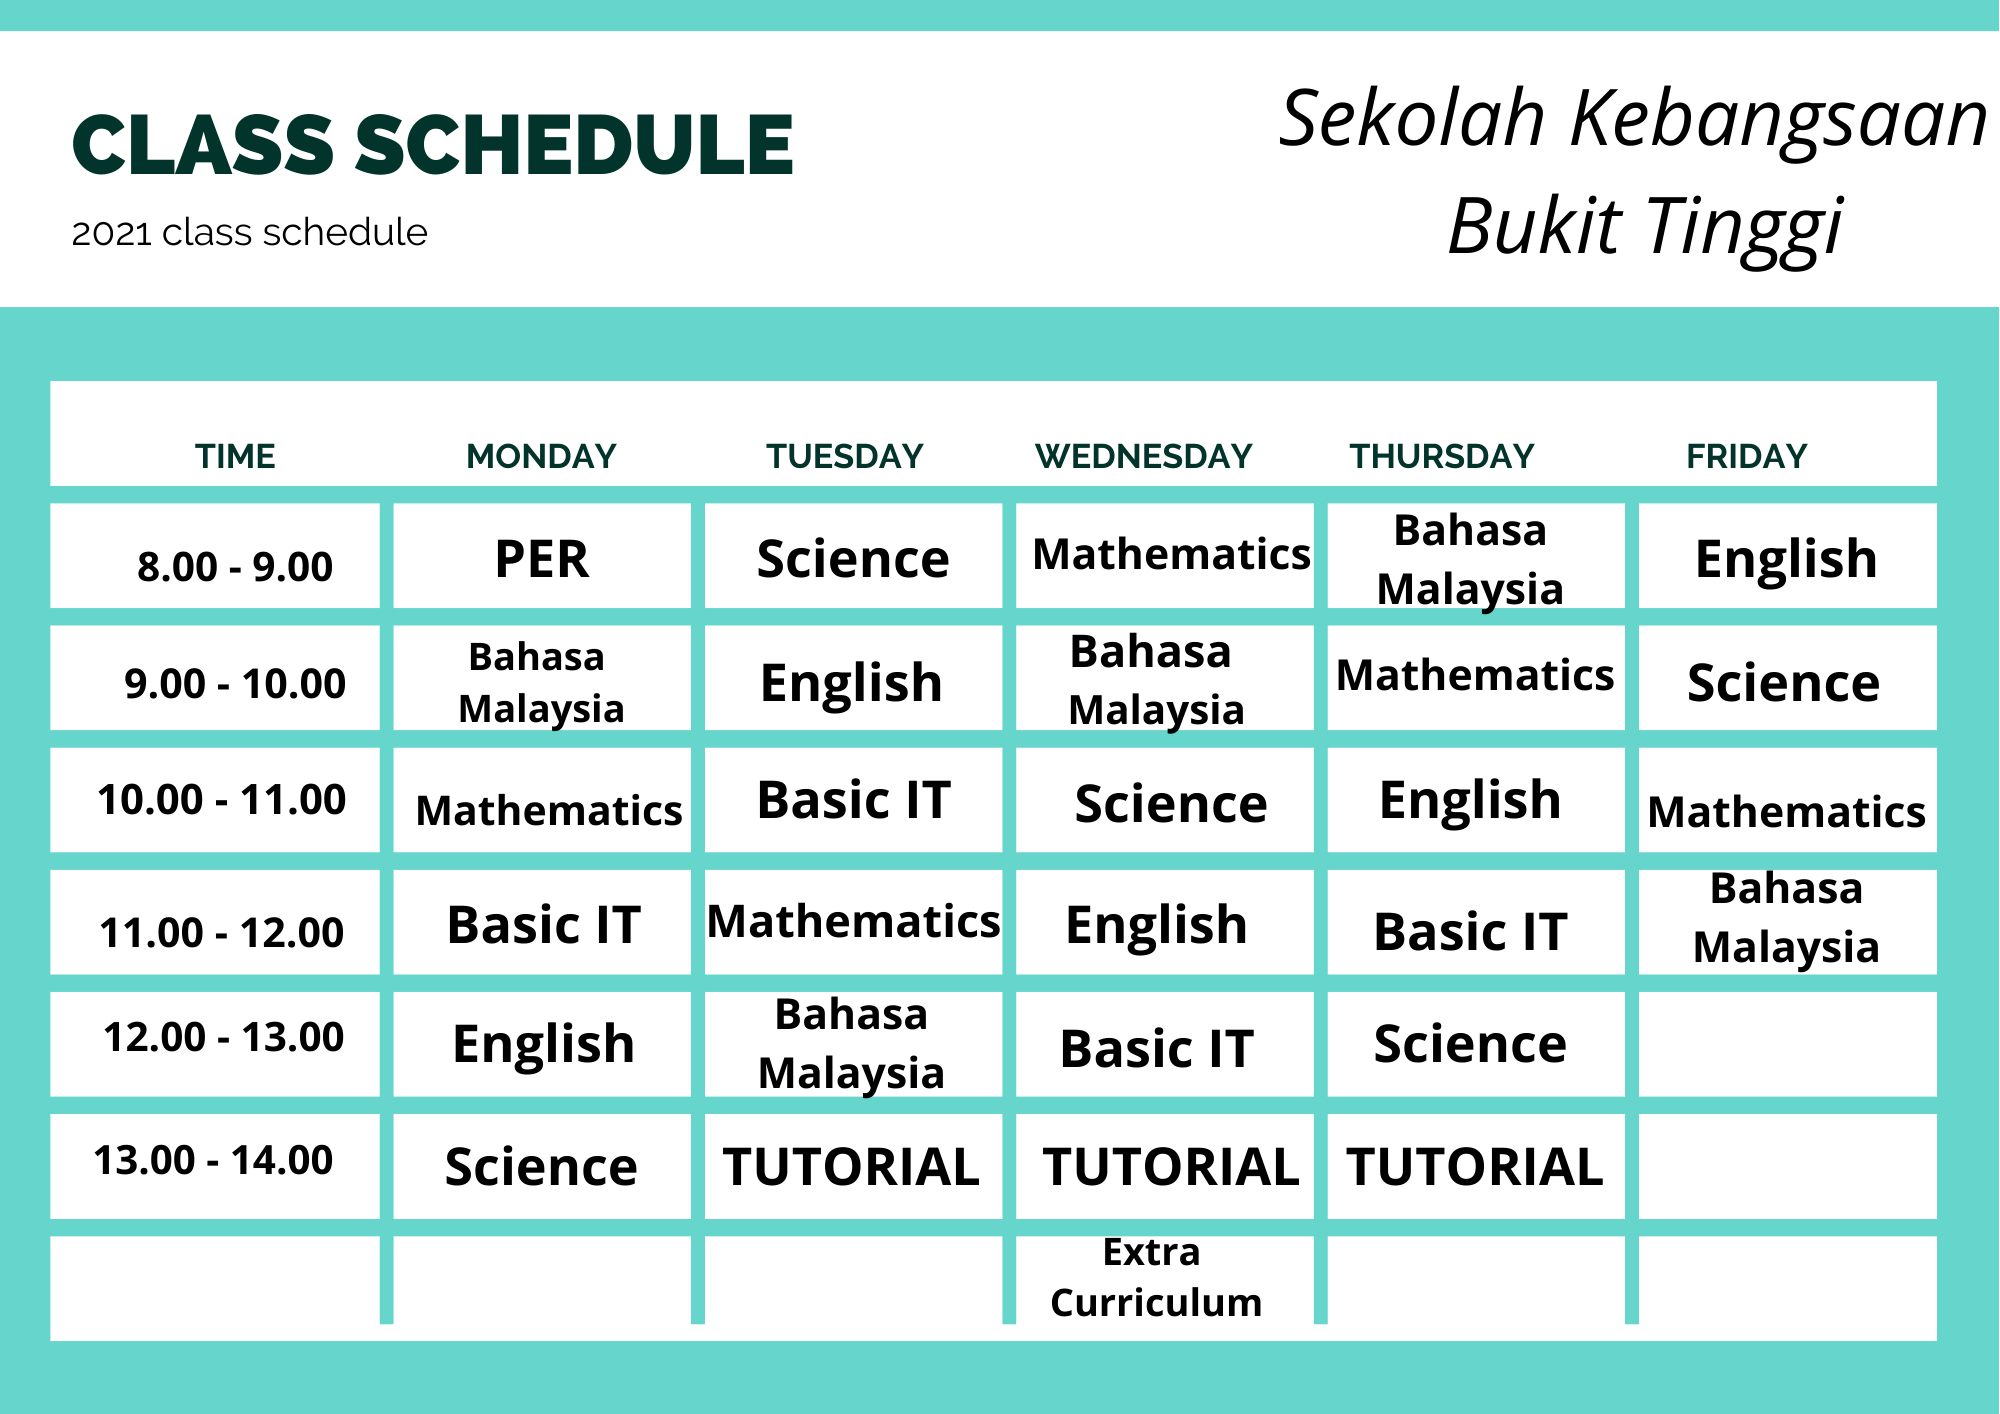 CLASS SCHEDULE
2021 class schedule
Sekolah Kebangsaan
Bukit Tinggi
TIME MONDAY TUESDAY WEDNESDAY THURSDAY FRIDAY
8.00 - 9.00 PER Science Mathematics Bahasa Malaysia English
9.00 - 10.00 Bahasa Malaysia English Bahasa Malaysia Mathematics Science
10.00 - 11.00 Mathematics Basic IT Science English Mathematics
11.00 - 12.00 Basic IT Mathematics English Basic IT Bahasa Malaysia
12.00 - 13.00 English Bahasa Malaysia Basic IT Science
13.00 - 14.00 Science TUTORIAL TUTORIAL TUTORIAL
Extra
Curriculum